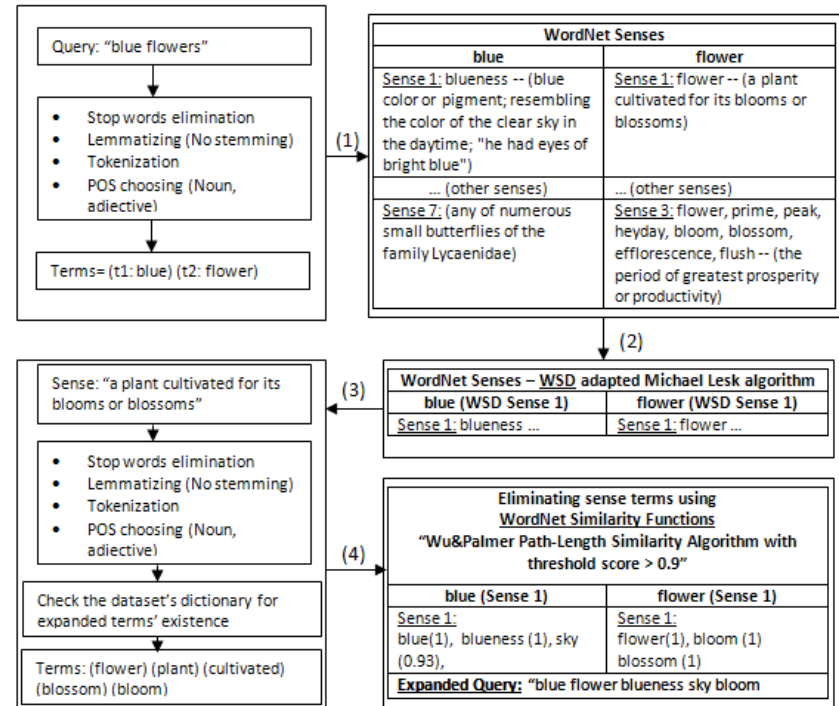 Query: “blue flowers”
• Stop words elimination
• Lemmatizing (No stemming)
• Tokenization
• POS choosing (Noun,
adjective)
Terms= (t1: blue) (t2: flower)
(1)
WordNet Senses
blue
flower
Sense 1: blueness -- (blue
color or pigment; resembling
the color of the clear sky in
the daytime; "he had eyes of
bright blue")
Sense 1: flower -- (a plant
cultivated for its blooms or
blossoms)
... (other senses)
... (other senses)
Sense 7: (any of numerous
small butterflies of the
family Lycaenidae)
Sense 3: flower, prime, peak,
heyday, bloom, blossom,
efflorescence, flush -- (the
period of greatest prosperity
or productivity)
(2)
WordNet Senses – WSD adapted Michael Lesk algorithm
blue (WSD Sense 1)
flower (WSD Sense 1)
Sense 1: blueness ...
Sense 1: flower ...
(3)
Sense: “a plant cultivated for its
blooms or blossoms”
• Stop words elimination
• Lemmatizing (No stemming)
• Tokenization
• POS choosing (Noun,
adjective)
Check the dataset’s dictionary for
expanded terms’ existence
Terms: (flower) (plant) (cultivated)
(blossom) (bloom)
(4)
Eliminating sense terms using
WordNet Similarity Functions
“Wu&Palmer Path-Length Similarity Algorithm with
threshold score > 0.9”
blue (Sense 1)
flower (Sense 1)
Sense 1:
blue(1), blueness (1), sky
(0.93),
Sense 1:
flower(1), bloom (1)
blossom (1)
Expanded Query: “blue flower blueness sky bloom